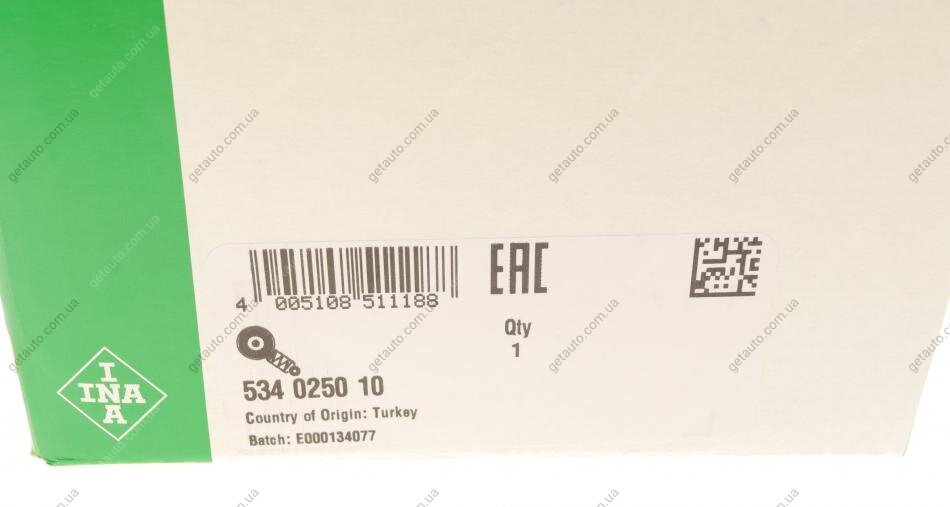 4 005108 511188
EAC
Qty
1
534 0250 10
Country of Origin: Turkey
Batch: E000134077
INA
INA
getauto.com.ua